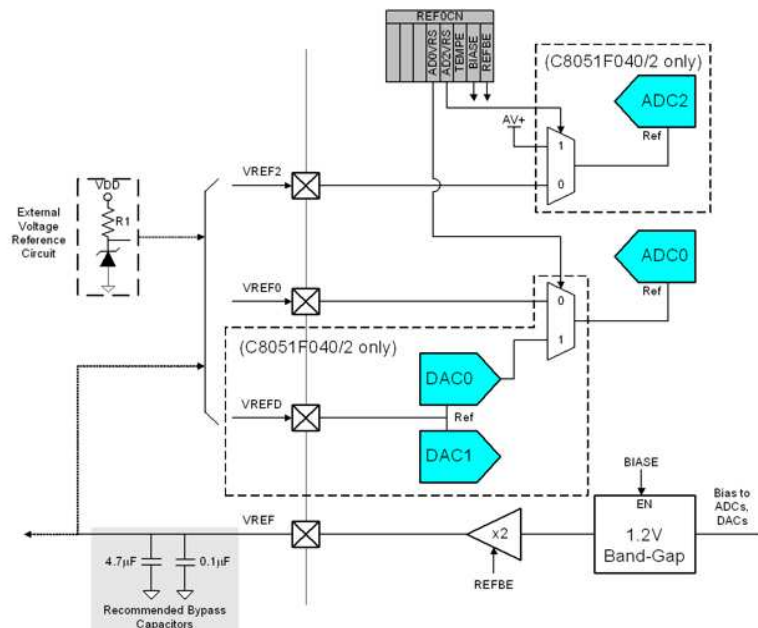 REF0CN
AD0VRS
AD2VRS
TEMPE
BIASE
REFBE
(C8051F040/2 only)
ADC2
AV+
Ref
1
0
VREF2
VDD
R1
External
Voltage
Reference
Circuit
ADC0
Ref
VREF0
0
1
(C8051F040/2 only)
DAC0
VREFD
Ref
DAC1
BIASE
EN
Bias to
ADCs,
DACs
VREF
x2
1.2V
Band-Gap
REFBE
4.7µF
0.1µF
Recommended Bypass
Capacitors